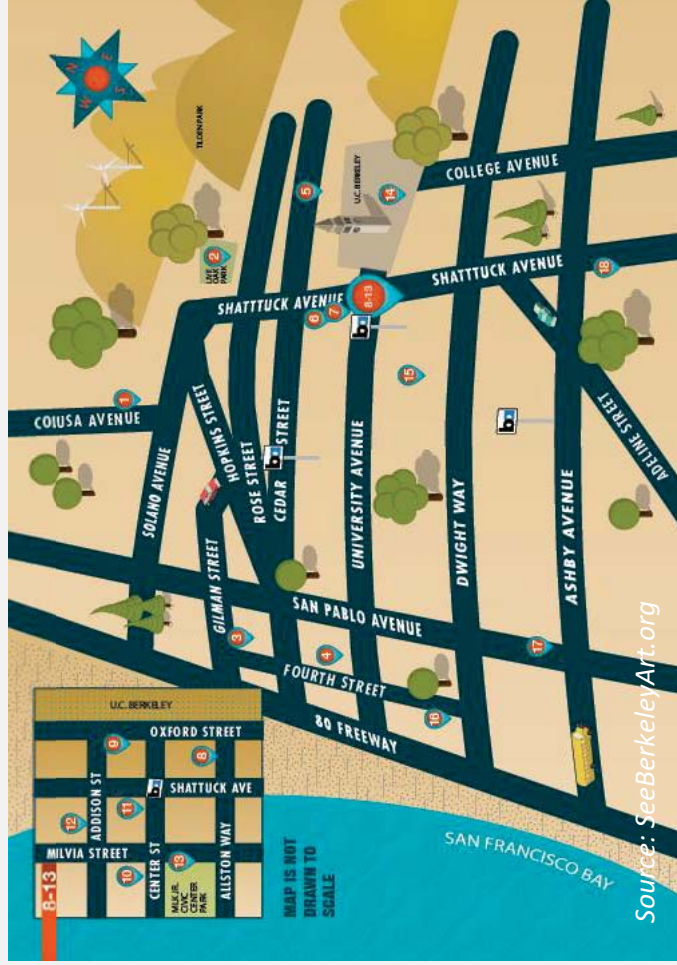 N
E
S
W
TILDEN PARK
LIVE
OAK
PARK
2
1
COlUSA AVENUE
SOLANO AVENUE
SHATTTUCK AVENUE
HOPKINS STREET
ROSE STREET
CEDAR STREET
GILMAN STREET
5
6
7
8-13
U.C. BERKELEY
14
COLLEGE AVENUE
SHATTTUCK AVENUE
18
15
UNIVERSITY AVENUE
DWIGHT WAY
ASHBY AVENUE
ADELINE STREET
SAN PABLO AVENUE
3
4
FOURTH STREET
16
17
80 FREEWAY
SAN FRANCISCO BAY
8-13
U.C. BERKELEY
OXFORD STREET
9
8
SHATTUCK AVE
ADDISON ST
12
11
MILVIA STREET
10
CENTER ST
13
MLK JR.
CIVIC
CENTER
PARK
ALLSTON WAY
MAP IS NOT
DRAWN TO
SCALE
b
b
b
b
Source: SeeBerkeleyArt.org